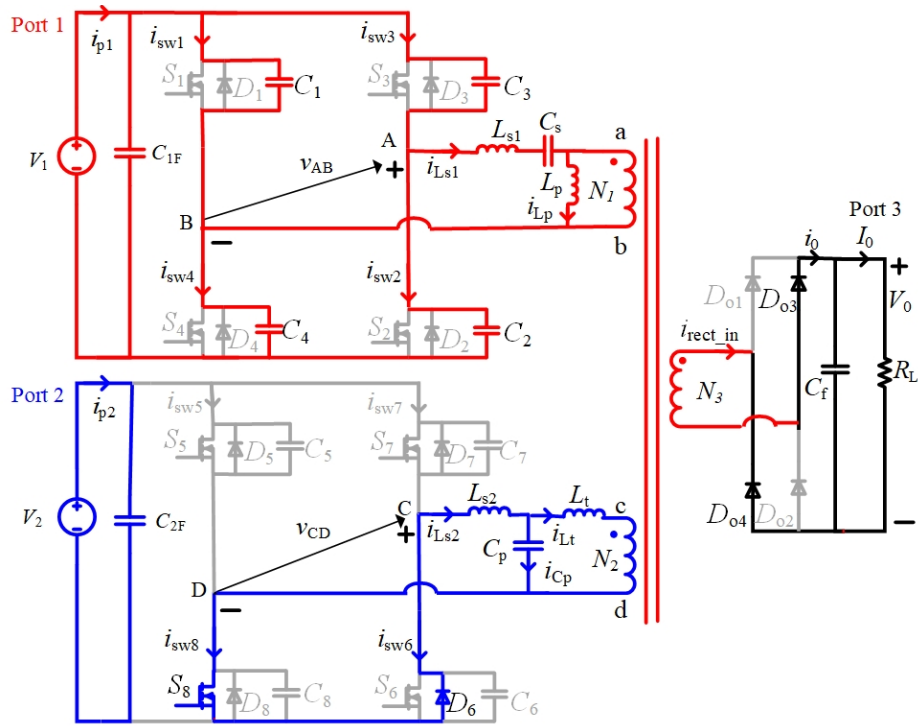 Port 1
i_p1
i_sw1
i_sw3
S_1
D_1
C_1
S_3
D_3
C_3
V_1
C_1F
v_AB
A
+
i_Ls1
L_s1
C_s
a
L_p
i_Lp
N_1
B
−
b
i_sw4
i_sw2
S_4
D_4
C_4
S_2
D_2
C_2
Port 3
i_0
I_0
+
D_o1
D_o3
V_0
i_rect_in
N_3
C_f
R_L
D_o4
D_o2
−
Port 2
i_p2
i_sw5
i_sw7
S_5
D_5
C_5
S_7
D_7
C_7
V_2
C_2F
v_CD
C
+
i_Ls2
L_s2
L_t
c
C_p
i_Lt
N_2
i_Cp
D
−
d
i_sw8
i_sw6
S_8
D_8
C_8
S_6
D_6
C_6